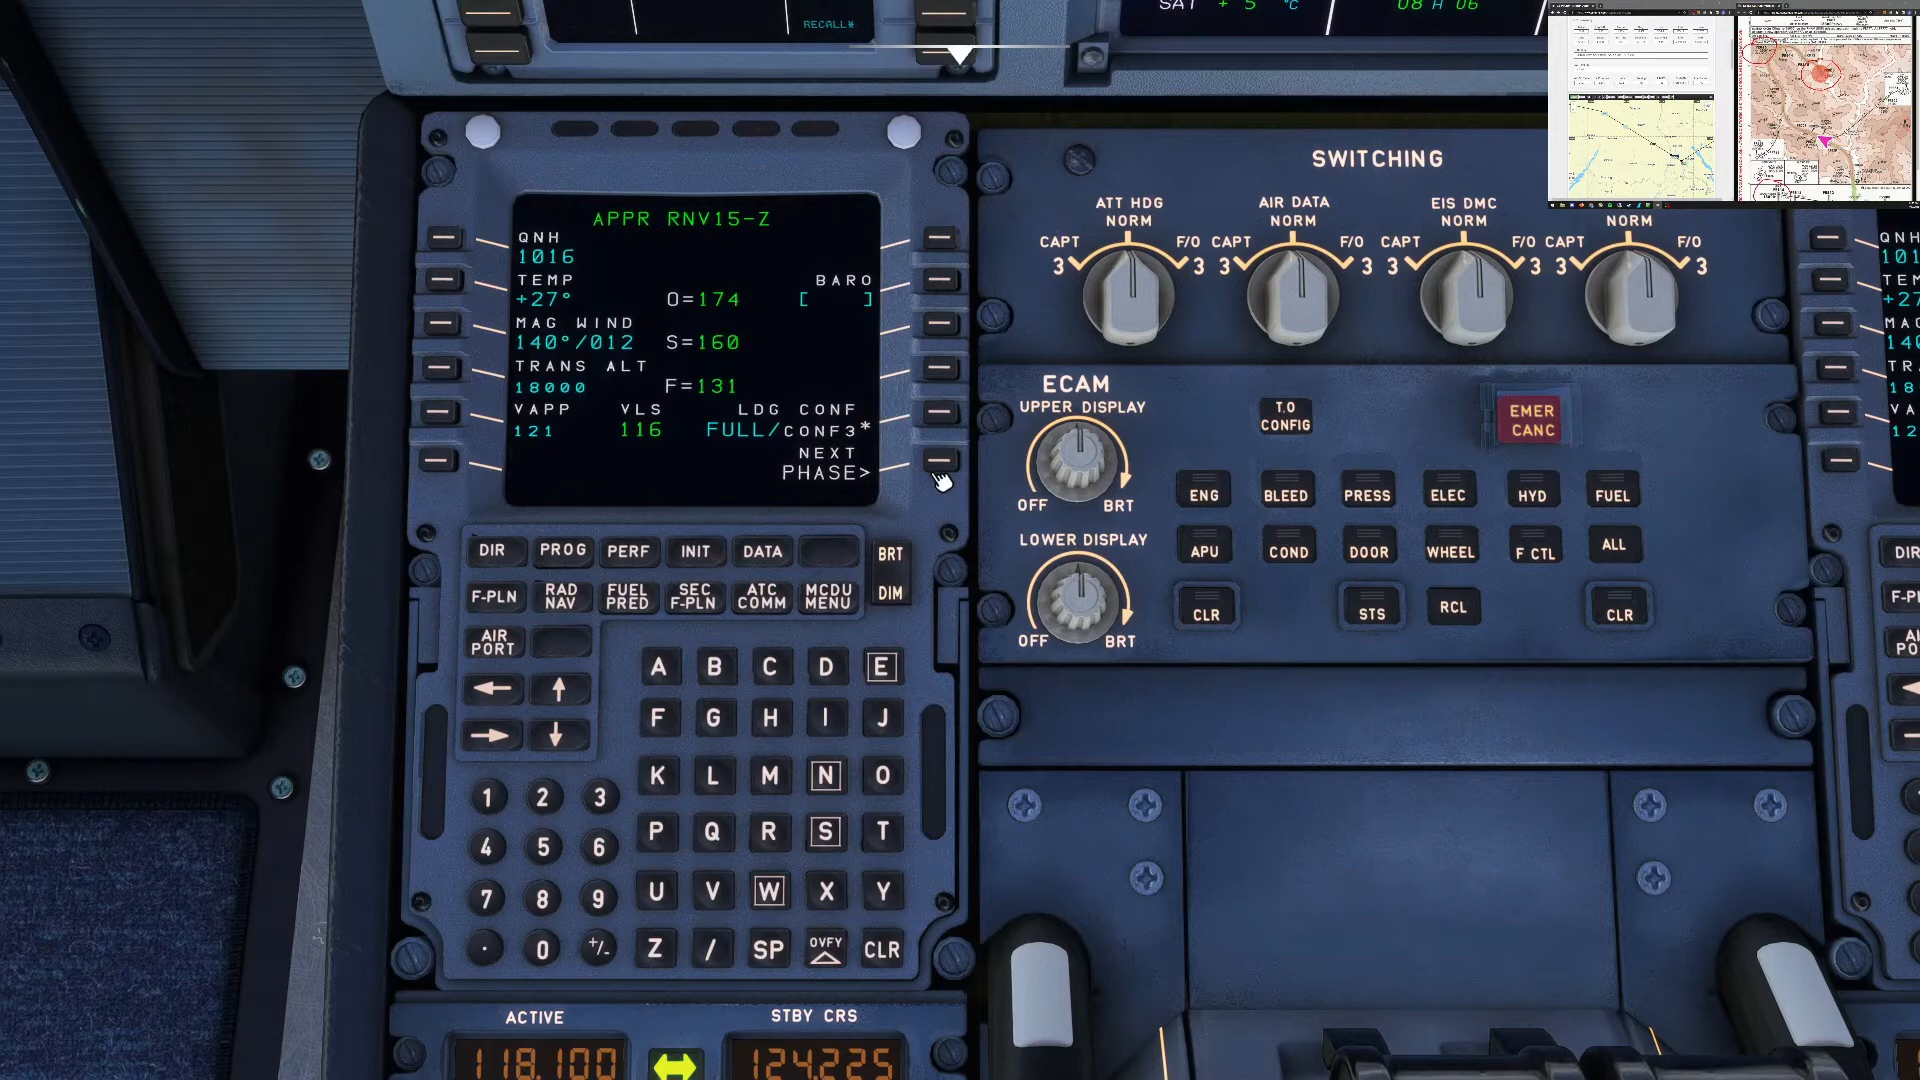 RECALL*
SAT + 5 °C
08 H 06
APPR RNV15-Z
QNH
1016
TEMP
+27° O=174
BARO
[ ]
MAG WIND
140°/012 S=160
TRANS ALT
18000 F=131
VAPP VLS LDG CONF
121 116 FULL/CONF3*
NEXT
PHASE>
DIR PROG PERF INIT DATA
BRT
DIM
F-PLN RAD NAV FUEL PRED SEC F-PLN ATC COMM MCDU MENU
AIR PORT
A B C D E
F G H I J
K L M N O
P Q R S T
U V W X Y
Z / SP OVFY CLR
1 2 3
4 5 6
7 8 9
. 0 +/-
ACTIVE STBY CRS
118.100 124.225
SWITCHING
ATT HDG AIR DATA EIS DMC
NORM NORM NORM NORM
CAPT F/O CAPT F/O CAPT F/O CAPT F/O
3 3 3 3 3 3 3 3
ECAM
UPPER DISPLAY
OFF BRT
T.O
CONFIG
EMER
CANC
ENG BLEED PRESS ELEC HYD FUEL
LOWER DISPLAY
OFF BRT
APU COND DOOR WHEEL F CTL ALL
CLR STS RCL CLR
QNH
101
TEM
+27
MAG
140
TRA
18
VA
12
DIR
F-PL
AI
PO